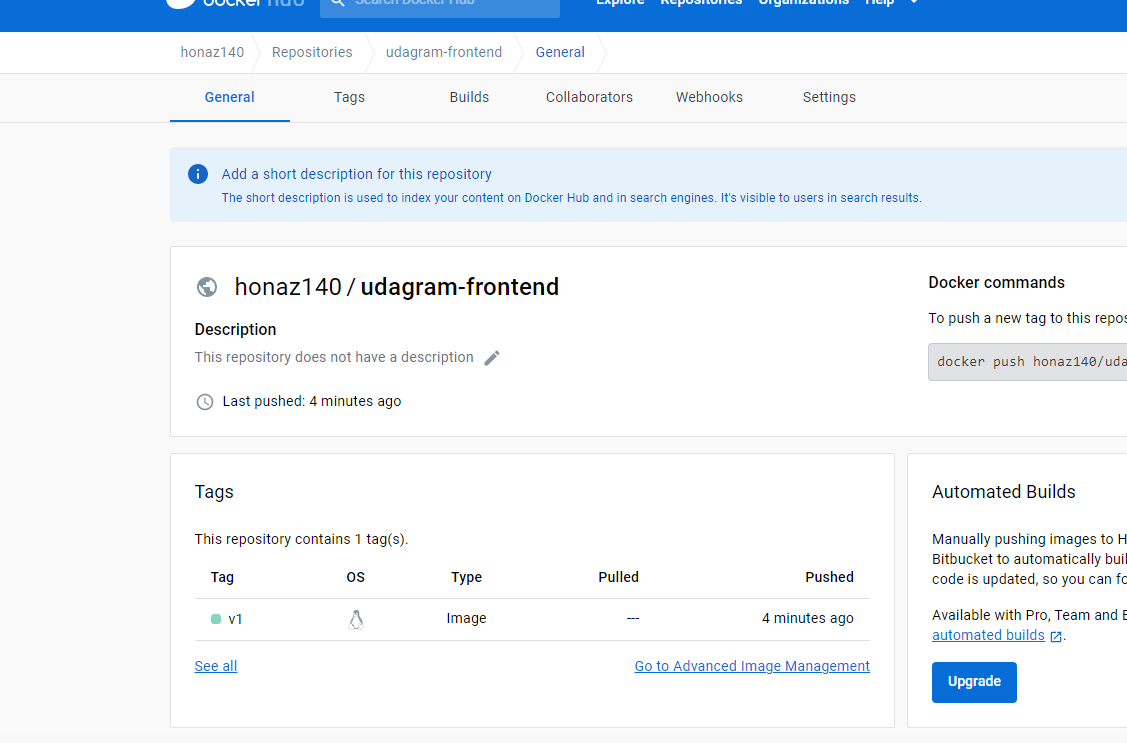 docker hub
Search Docker Hub
Explore Repositories Organizations Help
honaz140 Repositories udagram-frontend General
General Tags Builds Collaborators Webhooks Settings
Add a short description for this repository
The short description is used to index your content on Docker Hub and in search engines. It's visible to users in search results.
honaz140 / udagram-frontend
Description
This repository does not have a description
Last pushed: 4 minutes ago
Docker commands
To push a new tag to this repos
docker push honaz140/uda
Tags
This repository contains 1 tag(s).
Tag OS Type Pulled Pushed
v1 Image --- 4 minutes ago
See all Go to Advanced Image Management
Automated Builds
Manually pushing images to H
Bitbucket to automatically buil
code is updated, so you can fo
Available with Pro, Team and B
automated builds .
Upgrade